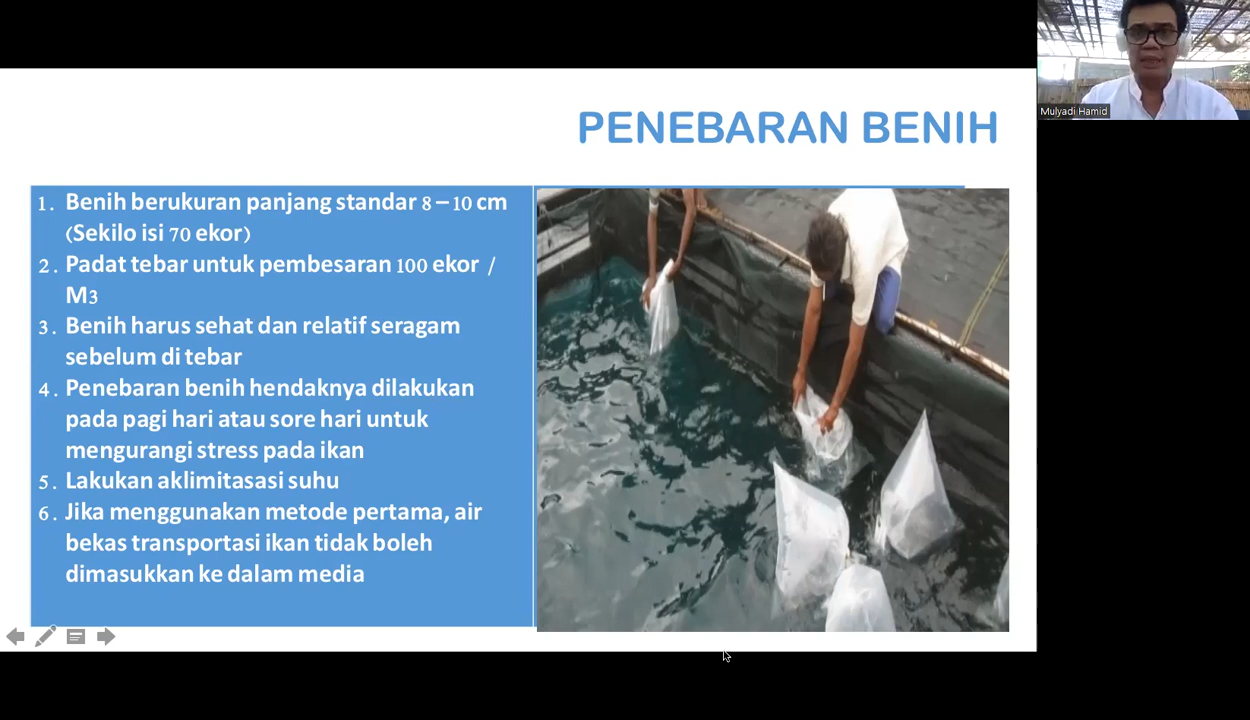 Mulyadi Hamid
PENEBARAN BENIH
1. Benih berukuran panjang standar 8 – 10 cm
(Sekilo isi 70 ekor)
2. Padat tebar untuk pembesaran 100 ekor /
M3
3. Benih harus sehat dan relatif seragam
sebelum di tebar
4. Penebaran benih hendaknya dilakukan
pada pagi hari atau sore hari untuk
mengurangi stress pada ikan
5. Lakukan aklimitasasi suhu
6. Jika menggunakan metode pertama, air
bekas transportasi ikan tidak boleh
dimasukkan ke dalam media